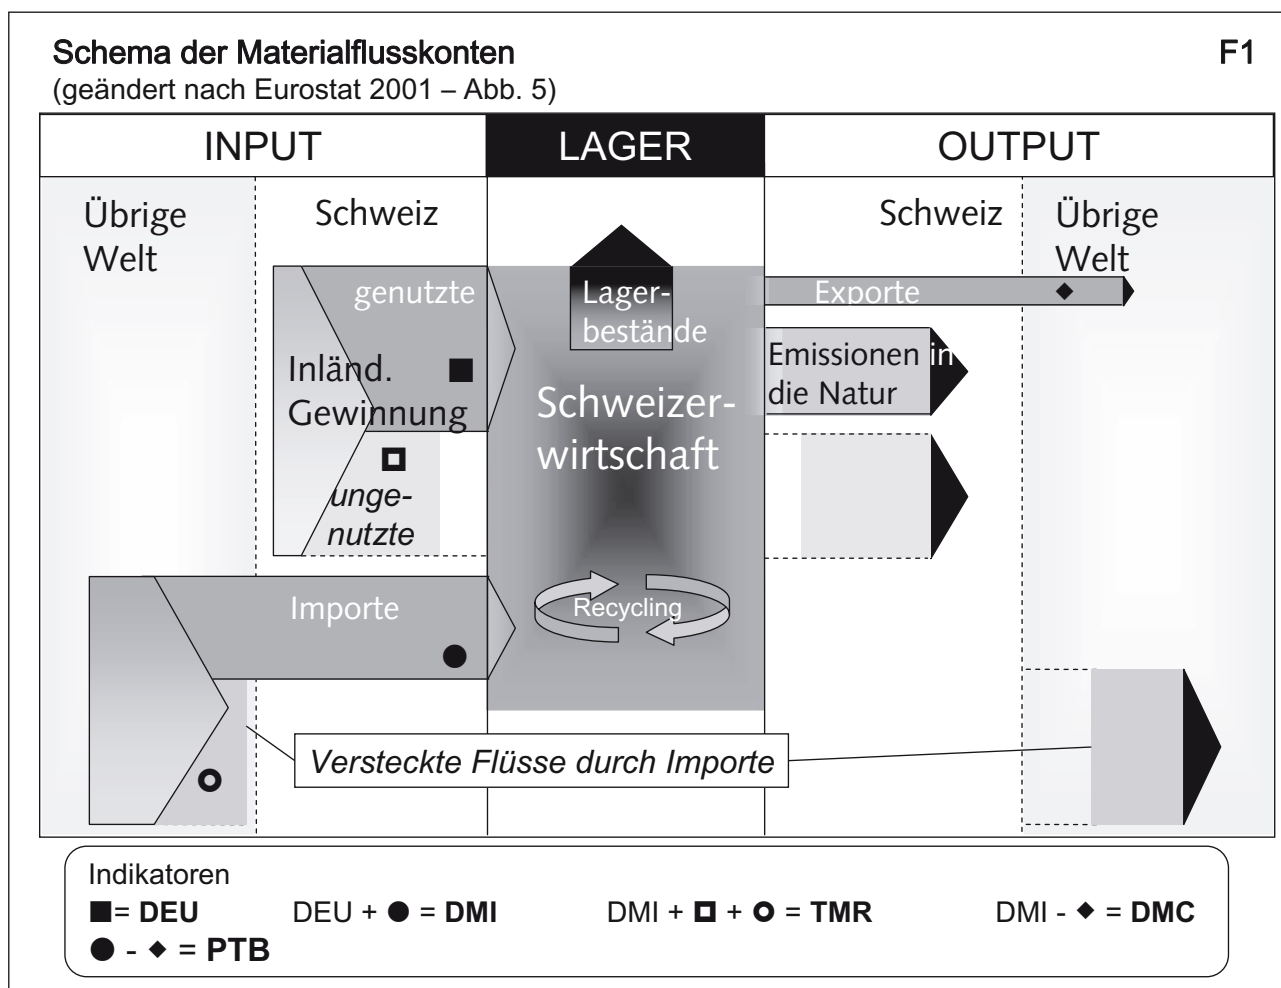 Schema der Materialflusskonten
F1
(geändert nach Eurostat 2001 – Abb. 5)
INPUT
LAGER
OUTPUT
Übrige
Welt
Schweiz
Schweiz
Übrige
Welt
genutzte
Inländ.
Gewinnung
unge-
nutzte
Importe
Lager-
bestände
Schweizer-
wirtschaft
Recycling
Exporte
Emissionen in
die Natur
Versteckte Flüsse durch Importe
Indikatoren
■= DEU DEU + ● = DMI DMI + ◘ + ○ = TMR DMI - ◆ = DMC
● - ◆ = PTB